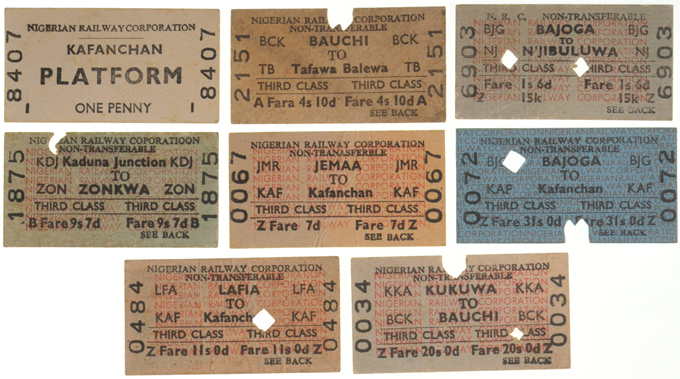 NIGERIAN RAILWAY CORPORATION
KAFANCHAN
PLATFORM
ONE PENNY
8407
8407
I
I
NIGERIAN RAILWAY CORPORATION
NON-TRANSFERABLE
BCK BAUCHI BCK
TO
TB Tafawa Balewa TB
THIRD CLASS THIRD CLASS
A Fara 4s 10d Fare 4s 10d A
SEE BACK
2151
2151
N. R. C. NON-TRANSFERABLE
BJG BAJOGA BJG
TO
NJ N'JIBULUWA NJ
THIRD CLASS THIRD CLASS
Fare 1s 6d Fare 1s 6d
Z 15k 15k Z
SEE BACK
6903
6903
RAILWAY COPORATIOON
NON-TRANSFERABLE
KDJ Kaduna Junction KDJ
TO
ZON ZONKWA ZON
THIRD CLASS THIRD CLASS
B Fare 9s 7d Fare 9s 7d B
SEE BACK
1875
1875
NIGERIAN RAILWAY CORPORATION
NON-TRANSFERABLE
JMR JEMAA JMR
TO
KAF Kafanchan KAF
THIRD CLASS THIRD CLASS
Z Fare 7d Fare 7d Z
SEE BACK
0067
0067
NIGERIAN RAILWAY CORPORATION
NON-TRANSFERABLE
BJG BAJOGA BJG
TO
KAF Kafanchan KAF
THIRD CLASS THIRD CLASS
Z Fare 31s 0d Fare 31s 0d Z
SEE BACK
0072
0072
NIGERIAN RAILWAY CORPORATION
NON-TRANSFERABLE
LFA LAFIA LFA
TO
KAF Kafanch KAF
THIRD CLASS THIRD CLASS
Z Fare 11s 0d Fare 11s 0d Z
SEE BACK
0484
0484
NIGERIAN RAILWAY CORPORATION
NON-TRANSFERABLE
KKA KUKUWA KKA
TO
BCK BAUCHI BCK
THIRD CLASS THIRD CLASS
Z Fare 20s 0d Fare 20s 0d Z
SEE BACK
0034
0034